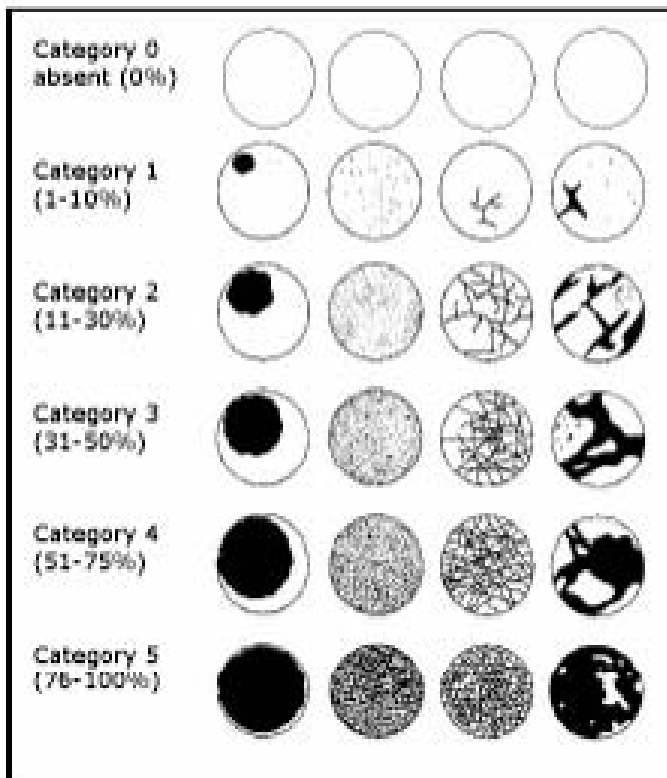 Category 0
absent (0%)
Category 1
(1-10%)
Category 2
(11-30%)
Category 3
(31-50%)
Category 4
(51-75%)
Category 5
(76-100%)